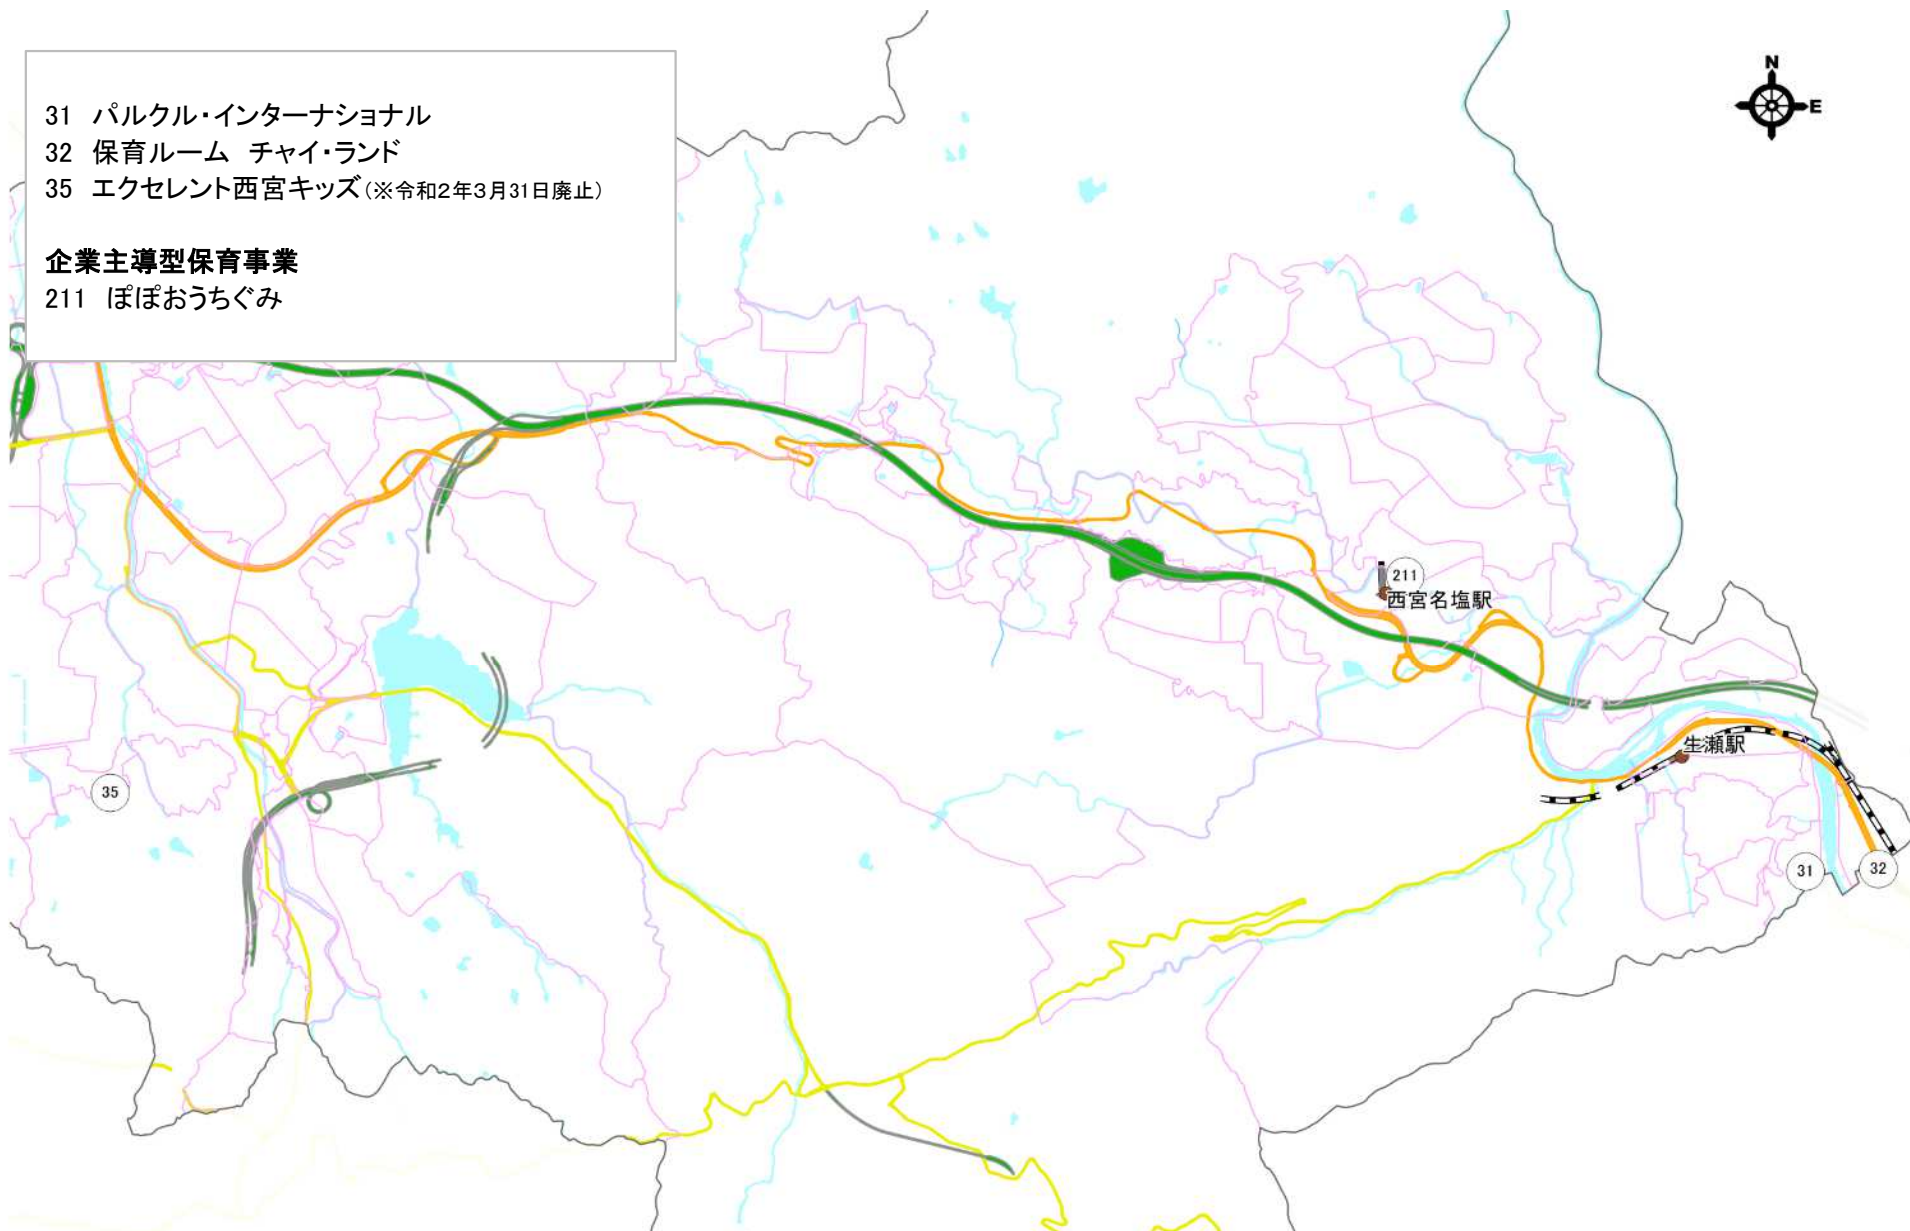 31 パルクル・インターナショナル
32 保育ルーム チャイ・ランド
35 エクセレント西宮キッズ(※令和2年3月31日廃止)
企業主導型保育事業
211 ぽぽおうちぐみ
N
E
211
西宮名塩駅
生瀬駅
35
31
32